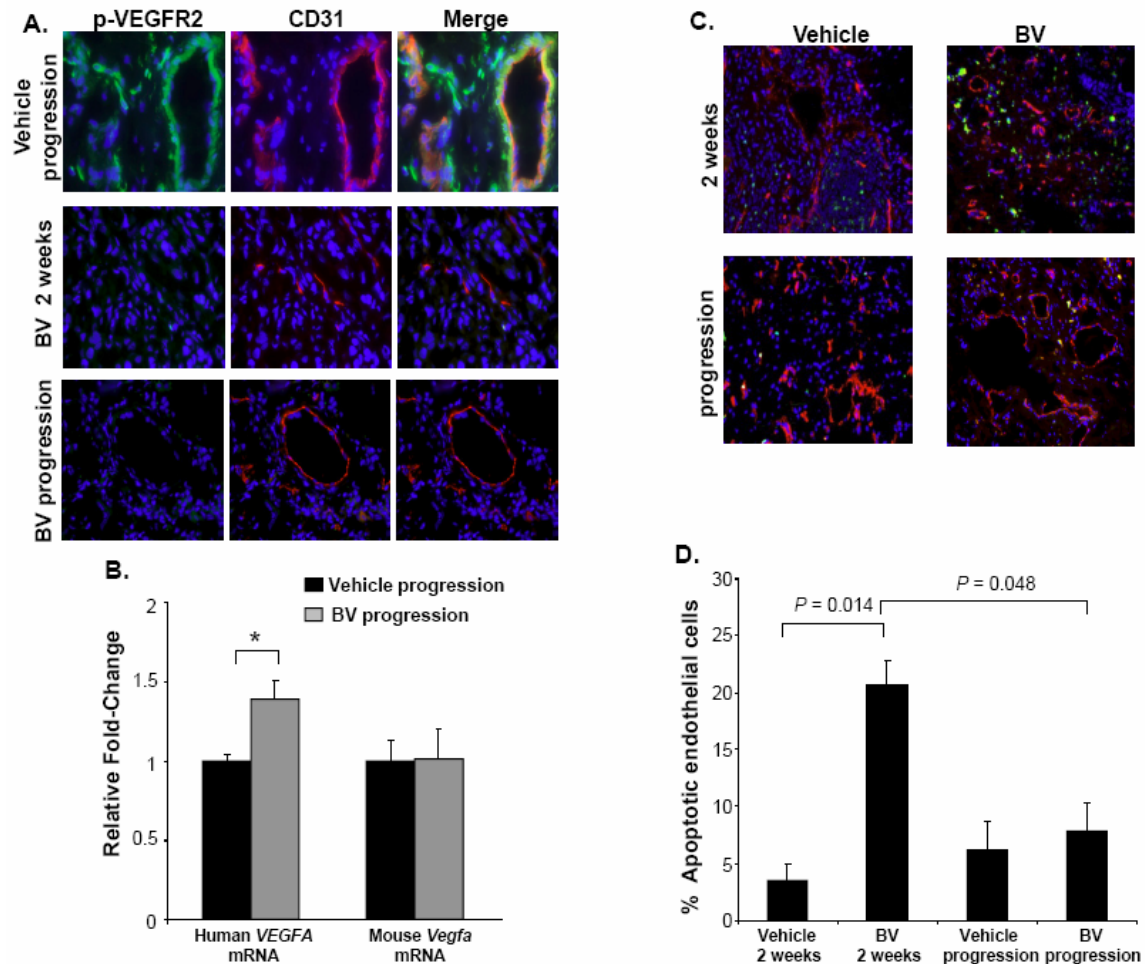 A.
p-VEGFR2 CD31 Merge
Vehicle
progression
BV 2 weeks
BV progression
B.
Vehicle progression
BV progression
Relative Fold-Change
2
1.5
1
0.5
0
*
Human VEGFA
mRNA
Mouse Vegfa
mRNA
C.
Vehicle BV
2 weeks
progression
D.
% Apoptotic endothelial cells
30
25
20
15
10
5
0
P = 0.014
P = 0.048
Vehicle
2 weeks
BV
2 weeks
Vehicle
progression
BV
progression